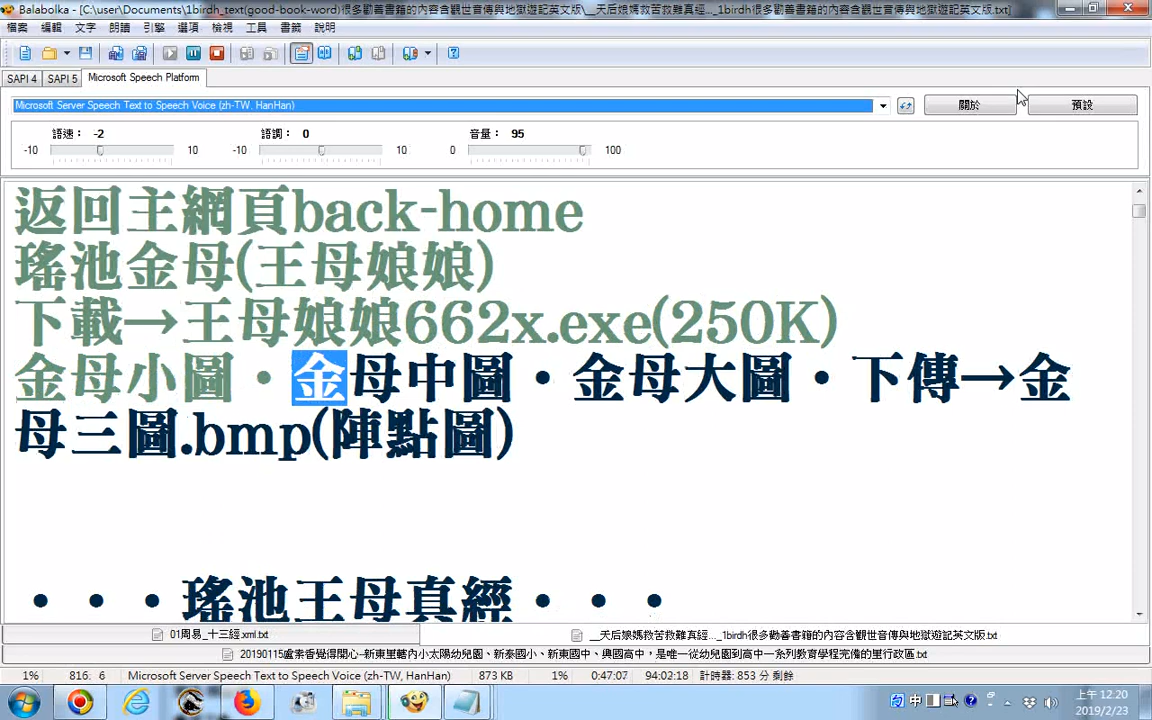 Balabolka - [C:\user\Documents\1birdh_text(good-book-word)很多勸善書籍的內容含觀世音傳與地獄遊記英文版\__天后娘媽救苦救難真經..._1birdh很多勸善書籍的內容含觀世音傳與地獄遊記英文版.txt]
檔案 編輯 文字 朗讀 引擎 選項 檢視 工具 書籤 說明
SAPI 4 SAPI 5 Microsoft Speech Platform
Microsoft Server Speech Text to Speech Voice (zh-TW, HanHan) 關於 預設
語速： -2 語調： 0 音量： 95
-10 10 -10 10 0 100
返回主網頁back-home
瑤池金母(王母娘娘)
下載→王母娘娘662x.exe(250K)
金母小圖‧金母中圖‧金母大圖‧下傳→金
母三圖.bmp(陣點圖)
‧‧‧瑤池王母真經‧‧‧
01周易_十三經.xml.txt __天后娘媽救苦救難真經..._1birdh很多勸善書籍的內容含觀世音傳與地獄遊記英文版.txt
20190115盧素香覺得開心-新東里轄內小太陽幼兒園、新泰國小、新東國中、興國高中，是唯一從幼兒園到高中一系列教育學程完備的里行政區.txt
1% 816: 6 Microsoft Server Speech Text to Speech Voice (zh-TW, HanHan) 873 KB 1% 0:47:07 94:02:18 計時器: 853 分 剩餘
中 上午 12:20
2019/2/23